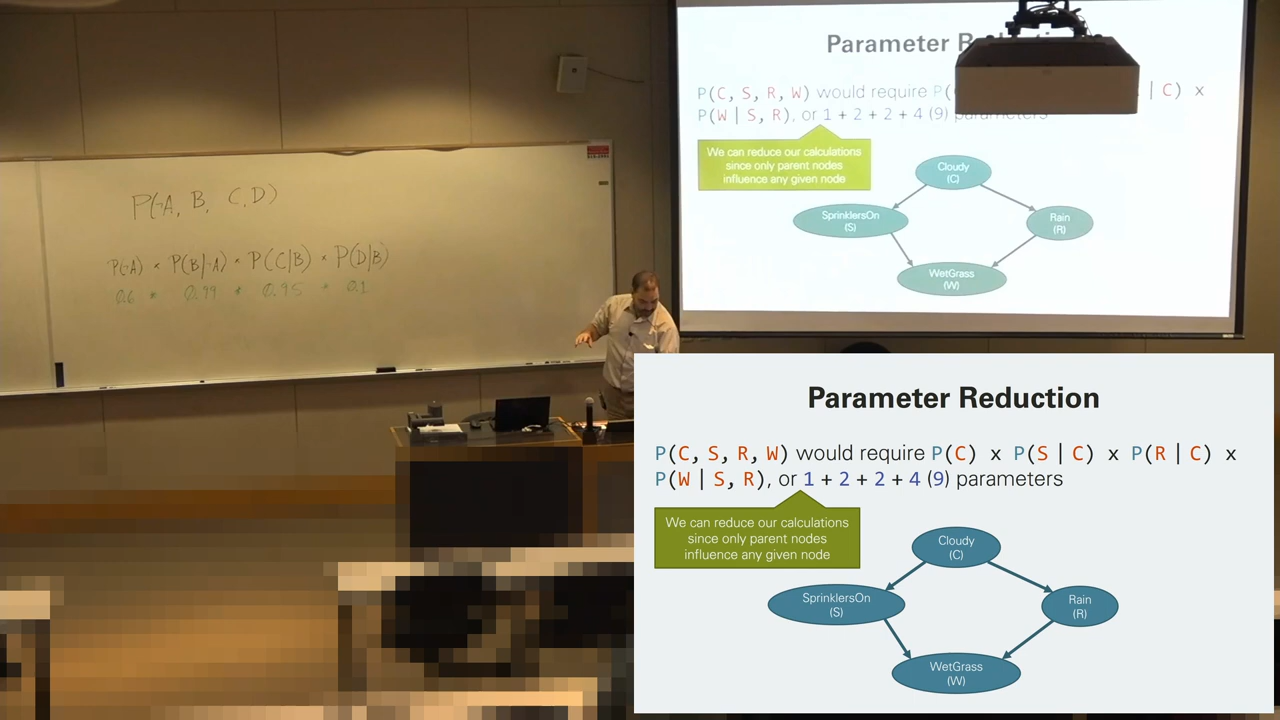 P(¬A, B, C, D)
P(¬A) * P(B|¬A) * P(C|B) * P(D|B)
0.6 * 0.99 * 0.95 * 0.1
Parameter
P(C, S, R, W) would require P( | C) x
P(W | S, R), or 1 + 2 + 2 + 4 (9) parameters
We can reduce our calculations
since only parent nodes
influence any given node
Cloudy
(C)
SprinklersOn
(S)
Rain
(R)
WetGrass
(W)
Parameter Reduction
P(C, S, R, W) would require P(C) x P(S | C) x P(R | C) x
P(W | S, R), or 1 + 2 + 2 + 4 (9) parameters
We can reduce our calculations
since only parent nodes
influence any given node
Cloudy
(C)
SprinklersOn
(S)
Rain
(R)
WetGrass
(W)